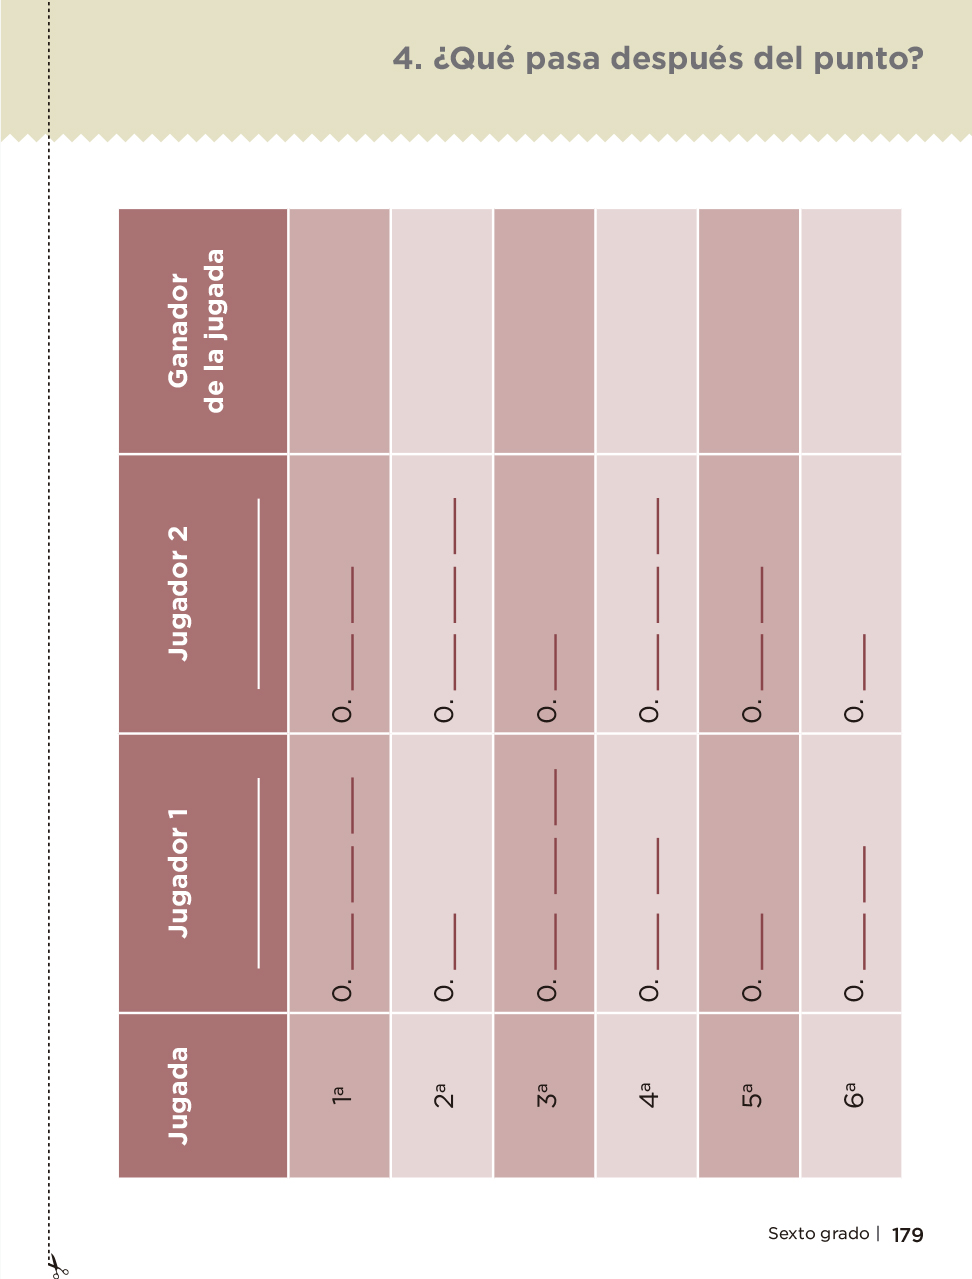 4. ¿Qué pasa después del punto?
Jugada Jugador 1 Jugador 2 Ganador de la jugada
1ª 0. _ _ _ 0. _ _
2ª 0. _ 0. _ _ _
3ª 0. _ _ _ 0. _
4ª 0. _ _ 0. _ _ _
5ª 0. _ 0. _ _
6ª 0. _ _ 0. _
Sexto grado | 179